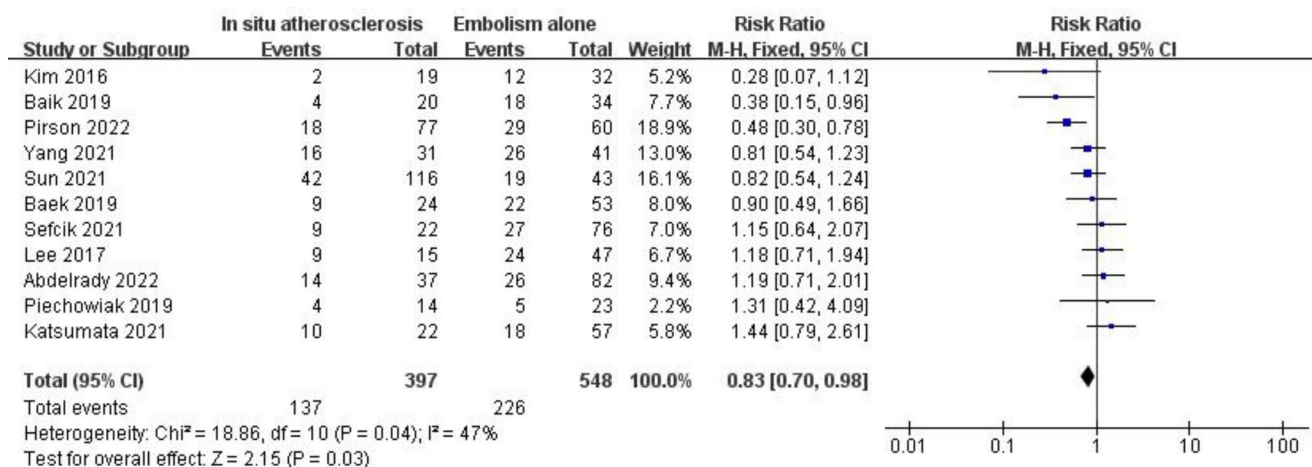 In situ atherosclerosis Embolism alone Risk Ratio Risk Ratio
Study or Subgroup Events Total Events Total Weight M-H, Fixed, 95% CI M-H, Fixed, 95% CI
Kim 2016 2 19 12 32 5.2% 0.28 [0.07, 1.12]
Baik 2019 4 20 18 34 7.7% 0.38 [0.15, 0.96]
Pirson 2022 18 77 29 60 18.9% 0.48 [0.30, 0.78]
Yang 2021 16 31 26 41 13.0% 0.81 [0.54, 1.23]
Sun 2021 42 116 19 43 16.1% 0.82 [0.54, 1.24]
Baek 2019 9 24 22 53 8.0% 0.90 [0.49, 1.66]
Sefcik 2021 9 22 27 76 7.0% 1.15 [0.64, 2.07]
Lee 2017 9 15 24 47 6.7% 1.18 [0.71, 1.94]
Abdelrady 2022 14 37 26 82 9.4% 1.19 [0.71, 2.01]
Piechowiak 2019 4 14 5 23 2.2% 1.31 [0.42, 4.09]
Katsumata 2021 10 22 18 57 5.8% 1.44 [0.79, 2.61]
Total (95% CI) 397 548 100.0% 0.83 [0.70, 0.98]
Total events 137 226
Heterogeneity: Chi² = 18.86, df = 10 (P = 0.04); I² = 47%
Test for overall effect: Z = 2.15 (P = 0.03)
0.01 0.1 1 10 100